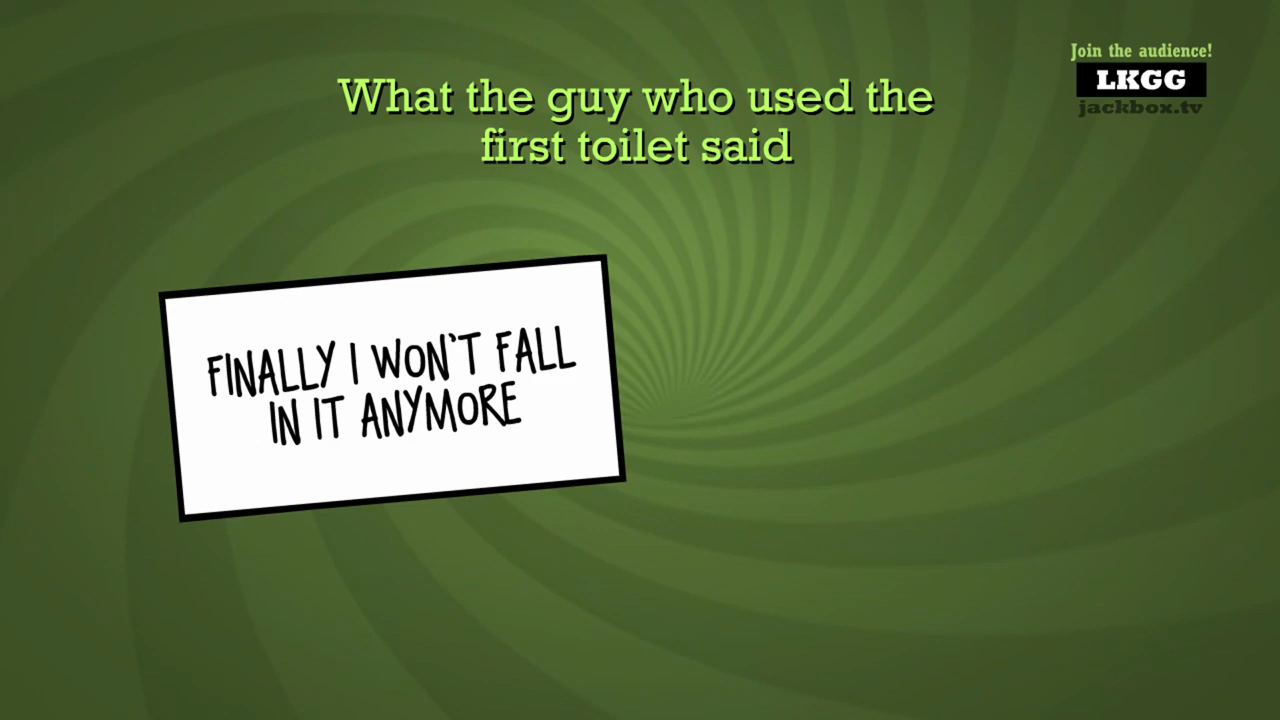 Join the audience!
LKGG
jackbox.tv
What the guy who used the
first toilet said
FINALLY I WON'T FALL
IN IT ANYMORE